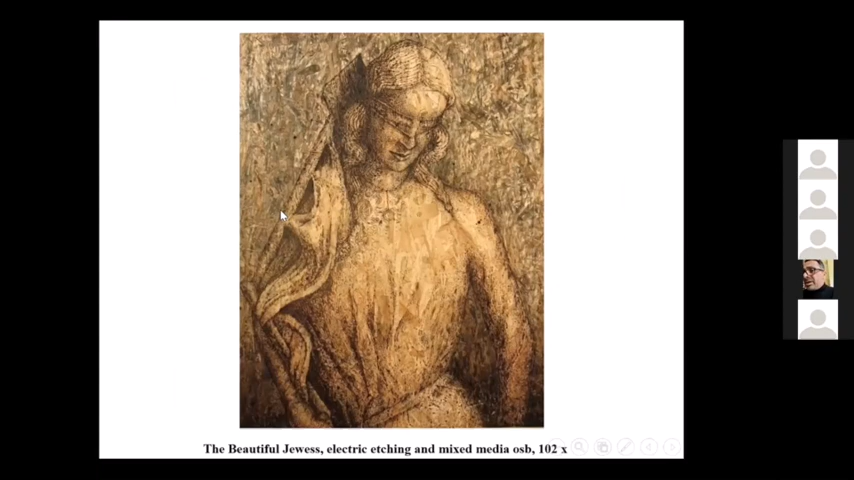 The Beautiful Jewess, electric etching and mixed media osb, 102 x